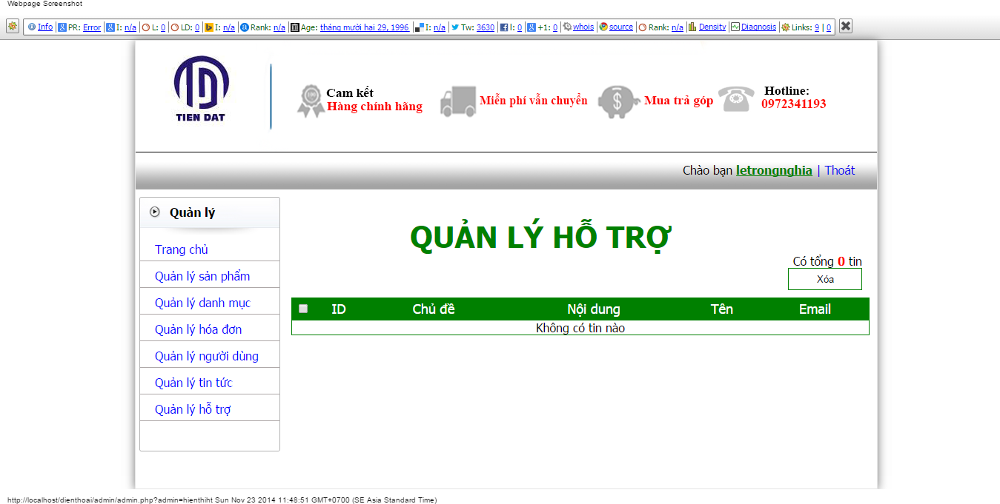 Webpage Screenshot
Info PR: Error I: n/a L: 0 LD: 0 I: n/a Rank: n/a Age: tháng mười hai 29, 1996 I: n/a Tw: 3630 l: 0 +1: 0 whois source Rank: n/a Density Diagnosis Links: 9 | 0
TIEN DAT
Cam kết
Hàng chính hãng
Miễn phí vẫn chuyển
Mua trả góp
Hotline:
0972341193
Chào bạn letrongnghia | Thoát
Quản lý
Trang chủ
Quản lý sản phẩm
Quản lý danh mục
Quản lý hóa đơn
Quản lý người dùng
Quản lý tin tức
Quản lý hỗ trợ
QUẢN LÝ HỖ TRỢ
Có tổng 0 tin
Xóa
ID Chủ đề Nội dung Tên Email
Không có tin nào
http://localhost/dienthoai/admin/admin.php?admin=hienthiht Sun Nov 23 2014 11:48:51 GMT+0700 (SE Asia Standard Time)